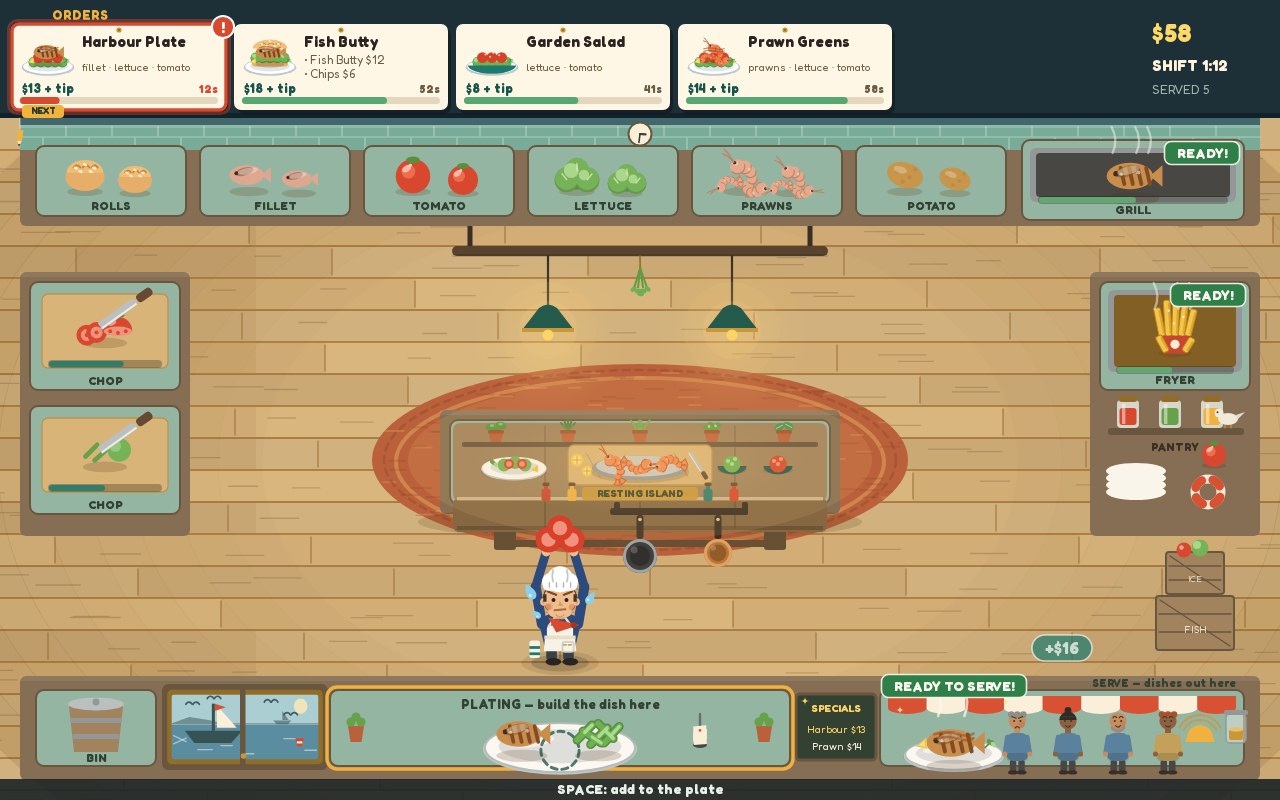 ORDERS
Harbour Plate
fillet · lettuce · tomato
$13 + tip
12s
!
NEXT
Fish Butty
· Fish Butty $12
· Chips $6
$18 + tip
52s
Garden Salad
lettuce · tomato
$8 + tip
41s
Prawn Greens
prawns · lettuce · tomato
$14 + tip
58s
$58
SHIFT 1:12
SERVED 5
ROLLS
FILLET
TOMATO
LETTUCE
PRAWNS
POTATO
READY!
GRILL
CHOP
CHOP
READY!
FRYER
PANTRY
RESTING ISLAND
ICE
FISH
+$16
BIN
PLATING — build the dish here
SPECIALS
Harbour $13
Prawn $14
READY TO SERVE!
SERVE — dishes out here
SPACE: add to the plate